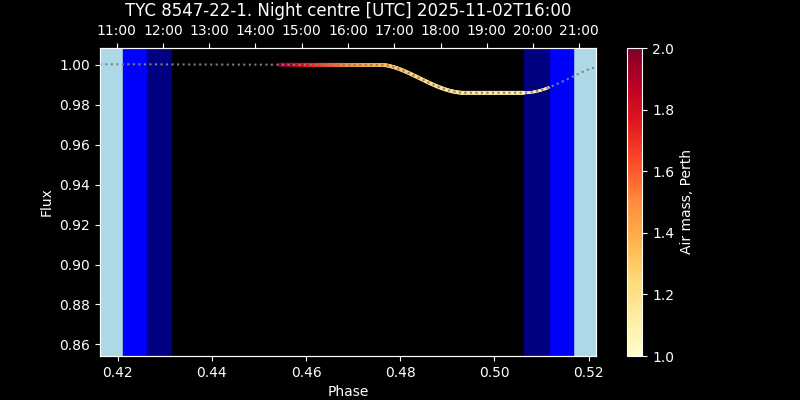 TYC 8547-22-1. Night centre [UTC] 2025-11-02T16:00
11:00 12:00 13:00 14:00 15:00 16:00 17:00 18:00 19:00 20:00 21:00
1.00
0.98
0.96
0.94
0.92
0.90
0.88
0.86
Flux
0.42 0.44 0.46 0.48 0.50 0.52
Phase
2.0
1.8
1.6
1.4
1.2
1.0
Air mass, Perth